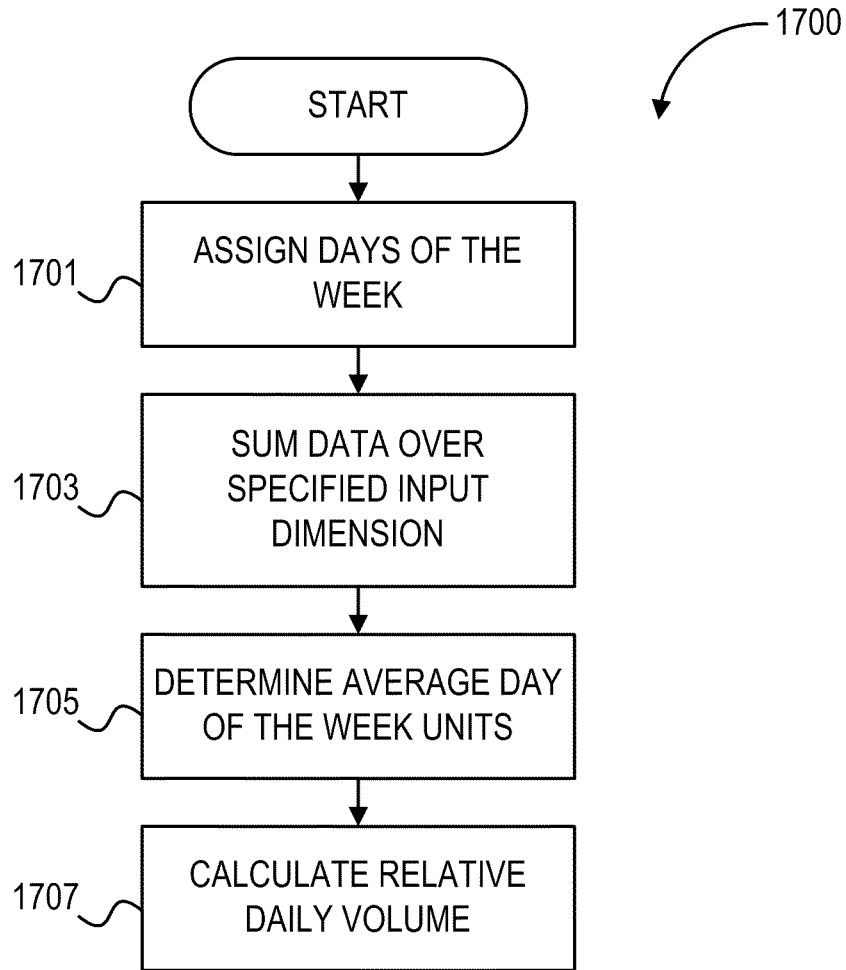 1700
START
1701
ASSIGN DAYS OF THE
WEEK
1703
SUM DATA OVER
SPECIFIED INPUT
DIMENSION
1705
DETERMINE AVERAGE DAY
OF THE WEEK UNITS
1707
CALCULATE RELATIVE
DAILY VOLUME